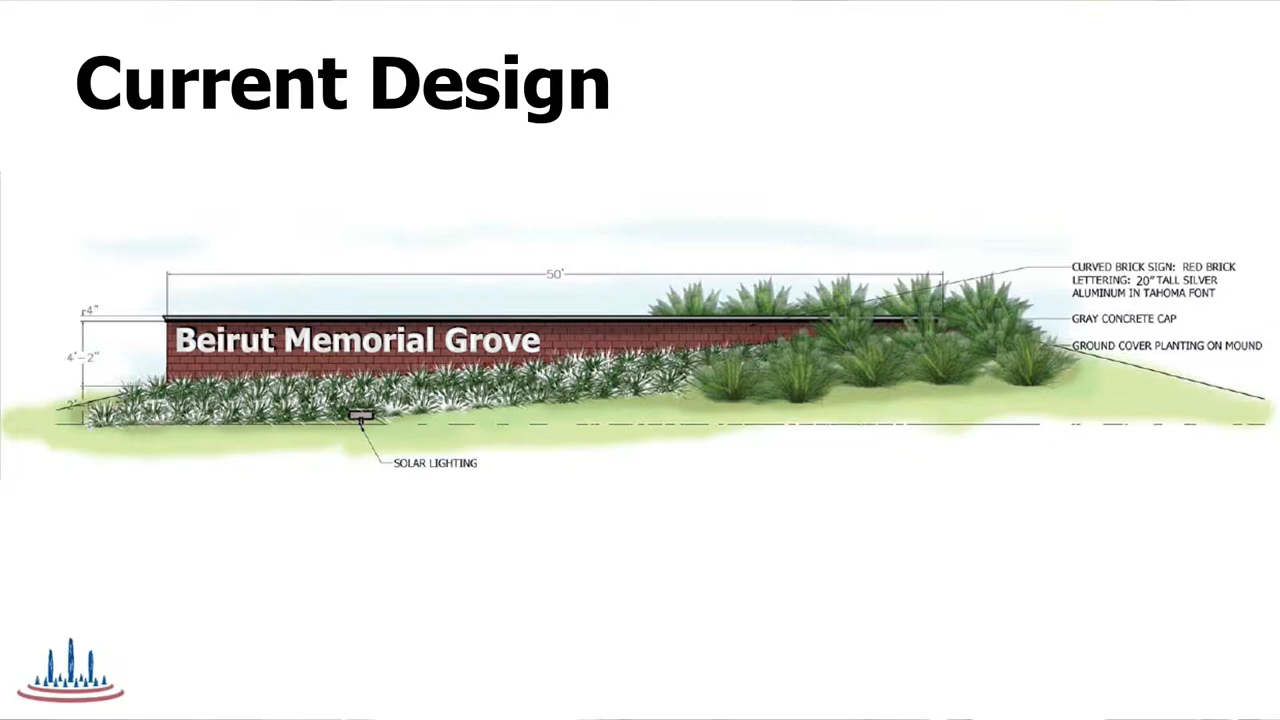 Current Design
50'
CURVED BRICK SIGN: RED BRICK
LETTERING: 20" TALL SILVER
ALUMINUM IN TAHOMA FONT
4"
GRAY CONCRETE CAP
Beirut Memorial Grove
GROUND COVER PLANTING ON MOUND
4'-2"
2'
SOLAR LIGHTING